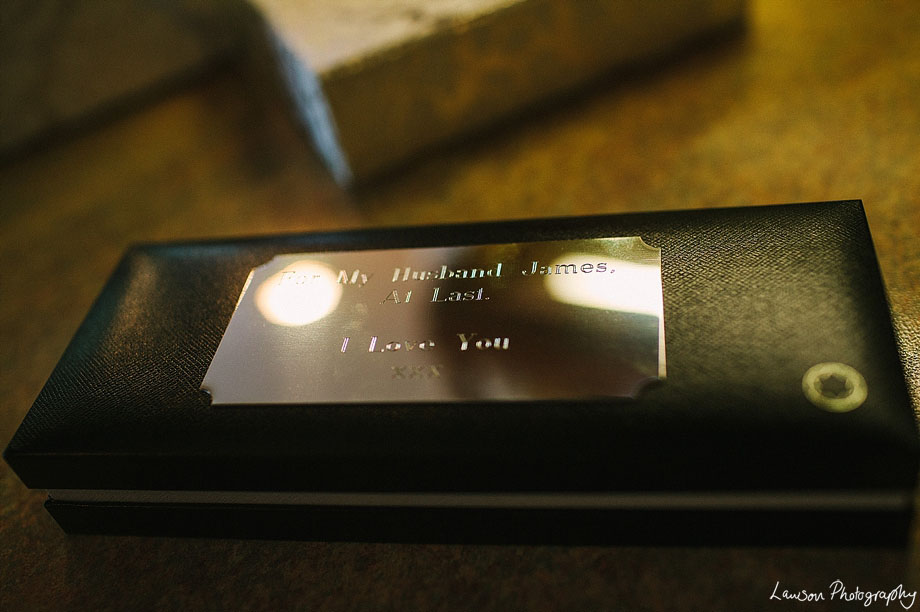 For My Husband James,
At Last.
I Love You
xxx
Lawson Photography